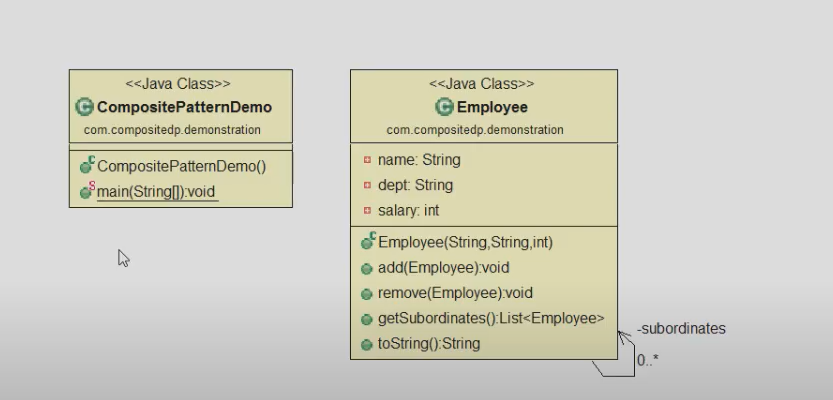 <<Java Class>>
CompositePatternDemo
com.compositedp.demonstration
CompositePatternDemo()
main(String[]):void
<<Java Class>>
Employee
com.compositedp.demonstration
name: String
dept: String
salary: int
Employee(String,String,int)
add(Employee):void
remove(Employee):void
getSubordinates():List<Employee>
toString():String
-subordinates
0..*